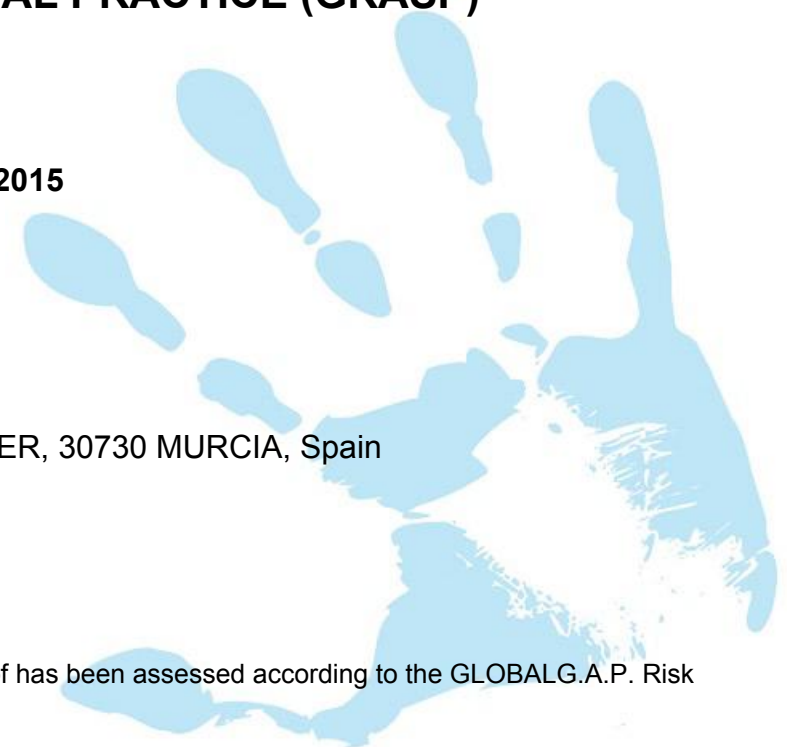 AL PRACTICE (GRASP)
2015
ER, 30730 MURCIA, Spain
f has been assessed according to the GLOBALG.A.P. Risk